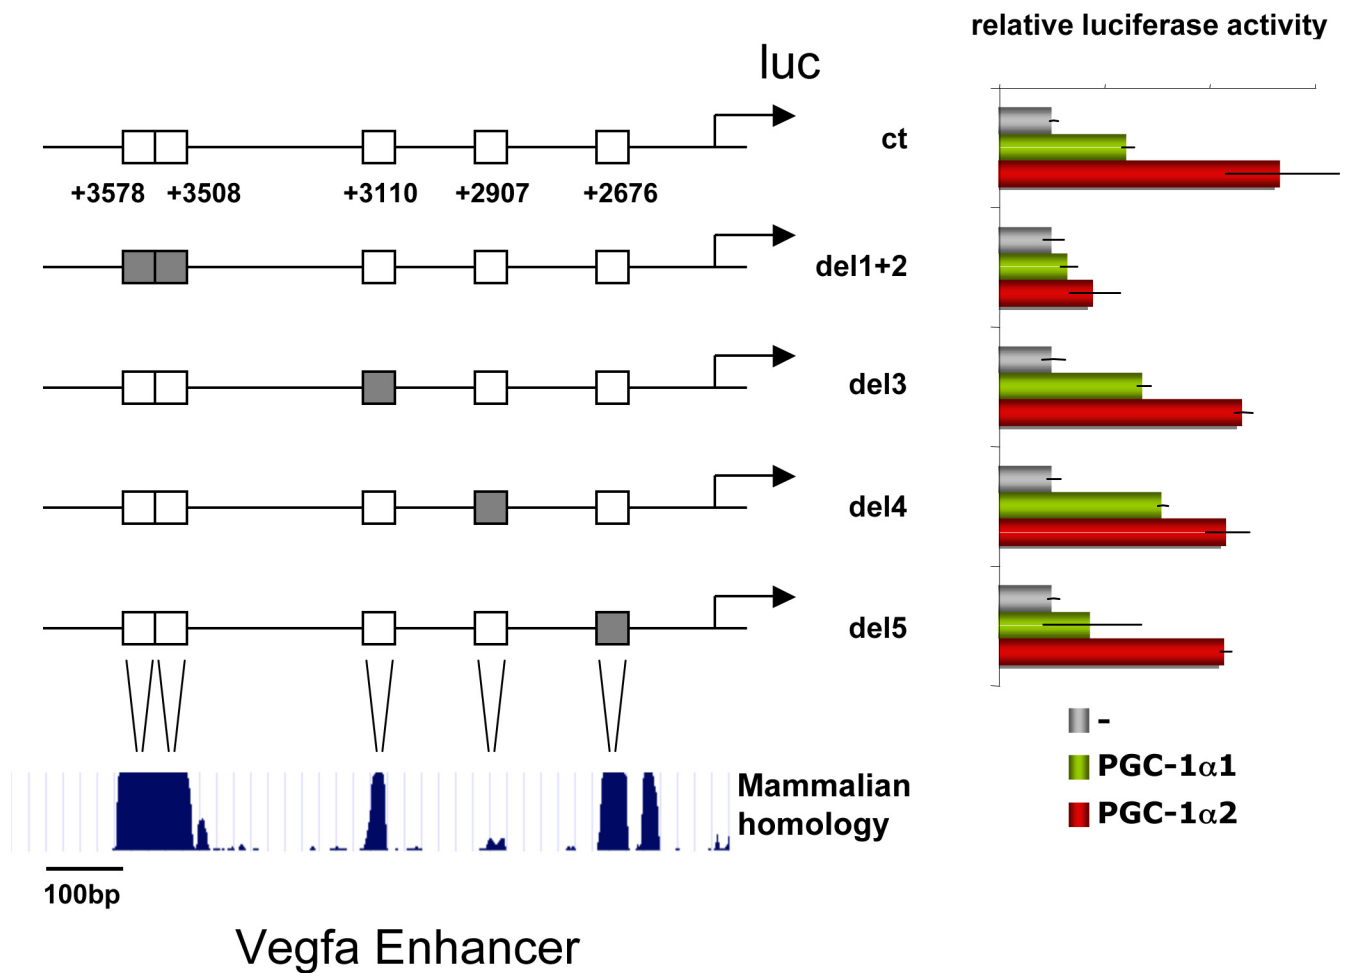 relative luciferase activity
luc
ct
+3578 +3508 +3110 +2907 +2676
del1+2
del3
del4
del5
-
PGC-1α1
PGC-1α2
Mammalian
homology
100bp
Vegfa Enhancer